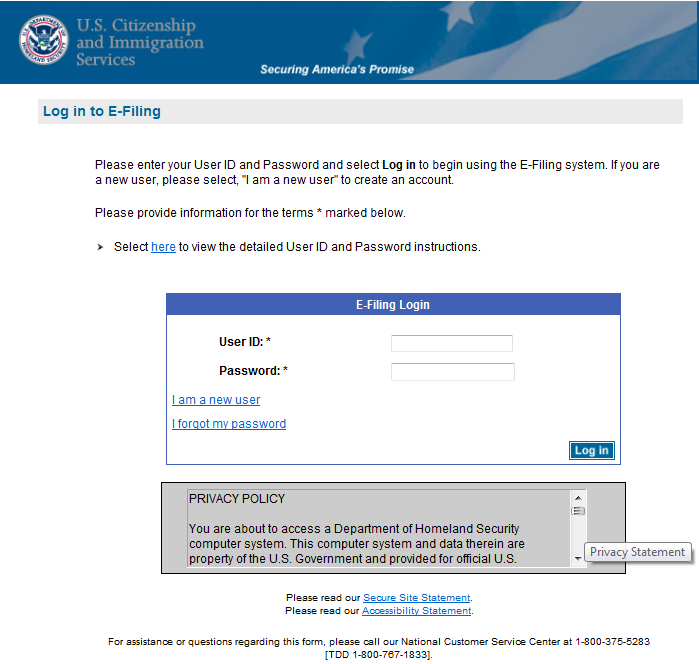 U.S. Citizenship
and Immigration
Services
Securing America's Promise
Log in to E-Filing
Please enter your User ID and Password and select Log in to begin using the E-Filing system. If you are
a new user, please select, "I am a new user" to create an account.
Please provide information for the terms * marked below.
Select here to view the detailed User ID and Password instructions.
E-Filing Login
User ID: *
Password: *
I am a new user
I forgot my password
Log in
PRIVACY POLICY
You are about to access a Department of Homeland Security
computer system. This computer system and data therein are
property of the U.S. Government and provided for official U.S.
Privacy Statement
Please read our Secure Site Statement.
Please read our Accessibility Statement.
For assistance or questions regarding this form, please call our National Customer Service Center at 1-800-375-5283
[TDD 1-800-767-1833].